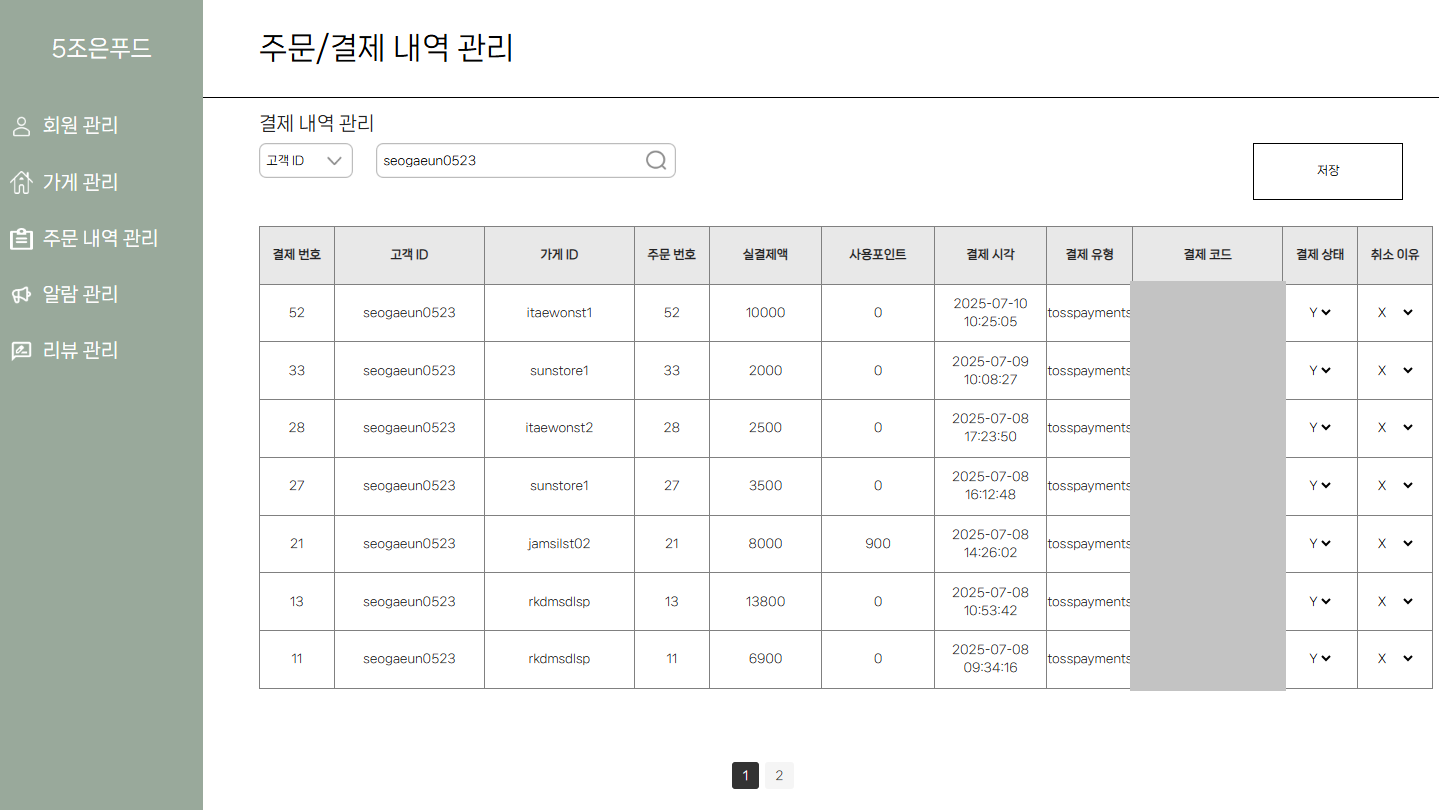 5조은푸드
회원 관리
가게 관리
주문 내역 관리
알람 관리
리뷰 관리
주문/결제 내역 관리
결제 내역 관리
고객 ID seogaeun0523
저장
결제 번호 고객 ID 가게 ID 주문 번호 실결제액 사용포인트 결제 시각 결제 유형 결제 코드 결제 상태 취소 이유
52 seogaeun0523 itaewonst1 52 10000 0 2025-07-10 10:25:05 tosspayments Y X
33 seogaeun0523 sunstore1 33 2000 0 2025-07-09 10:08:27 tosspayments Y X
28 seogaeun0523 itaewonst2 28 2500 0 2025-07-08 17:23:50 tosspayments Y X
27 seogaeun0523 sunstore1 27 3500 0 2025-07-08 16:12:48 tosspayments Y X
21 seogaeun0523 jamsilst02 21 8000 900 2025-07-08 14:26:02 tosspayments Y X
13 seogaeun0523 rkdmsdlsp 13 13800 0 2025-07-08 10:53:42 tosspayments Y X
11 seogaeun0523 rkdmsdlsp 11 6900 0 2025-07-08 09:34:16 tosspayments Y X
1 2